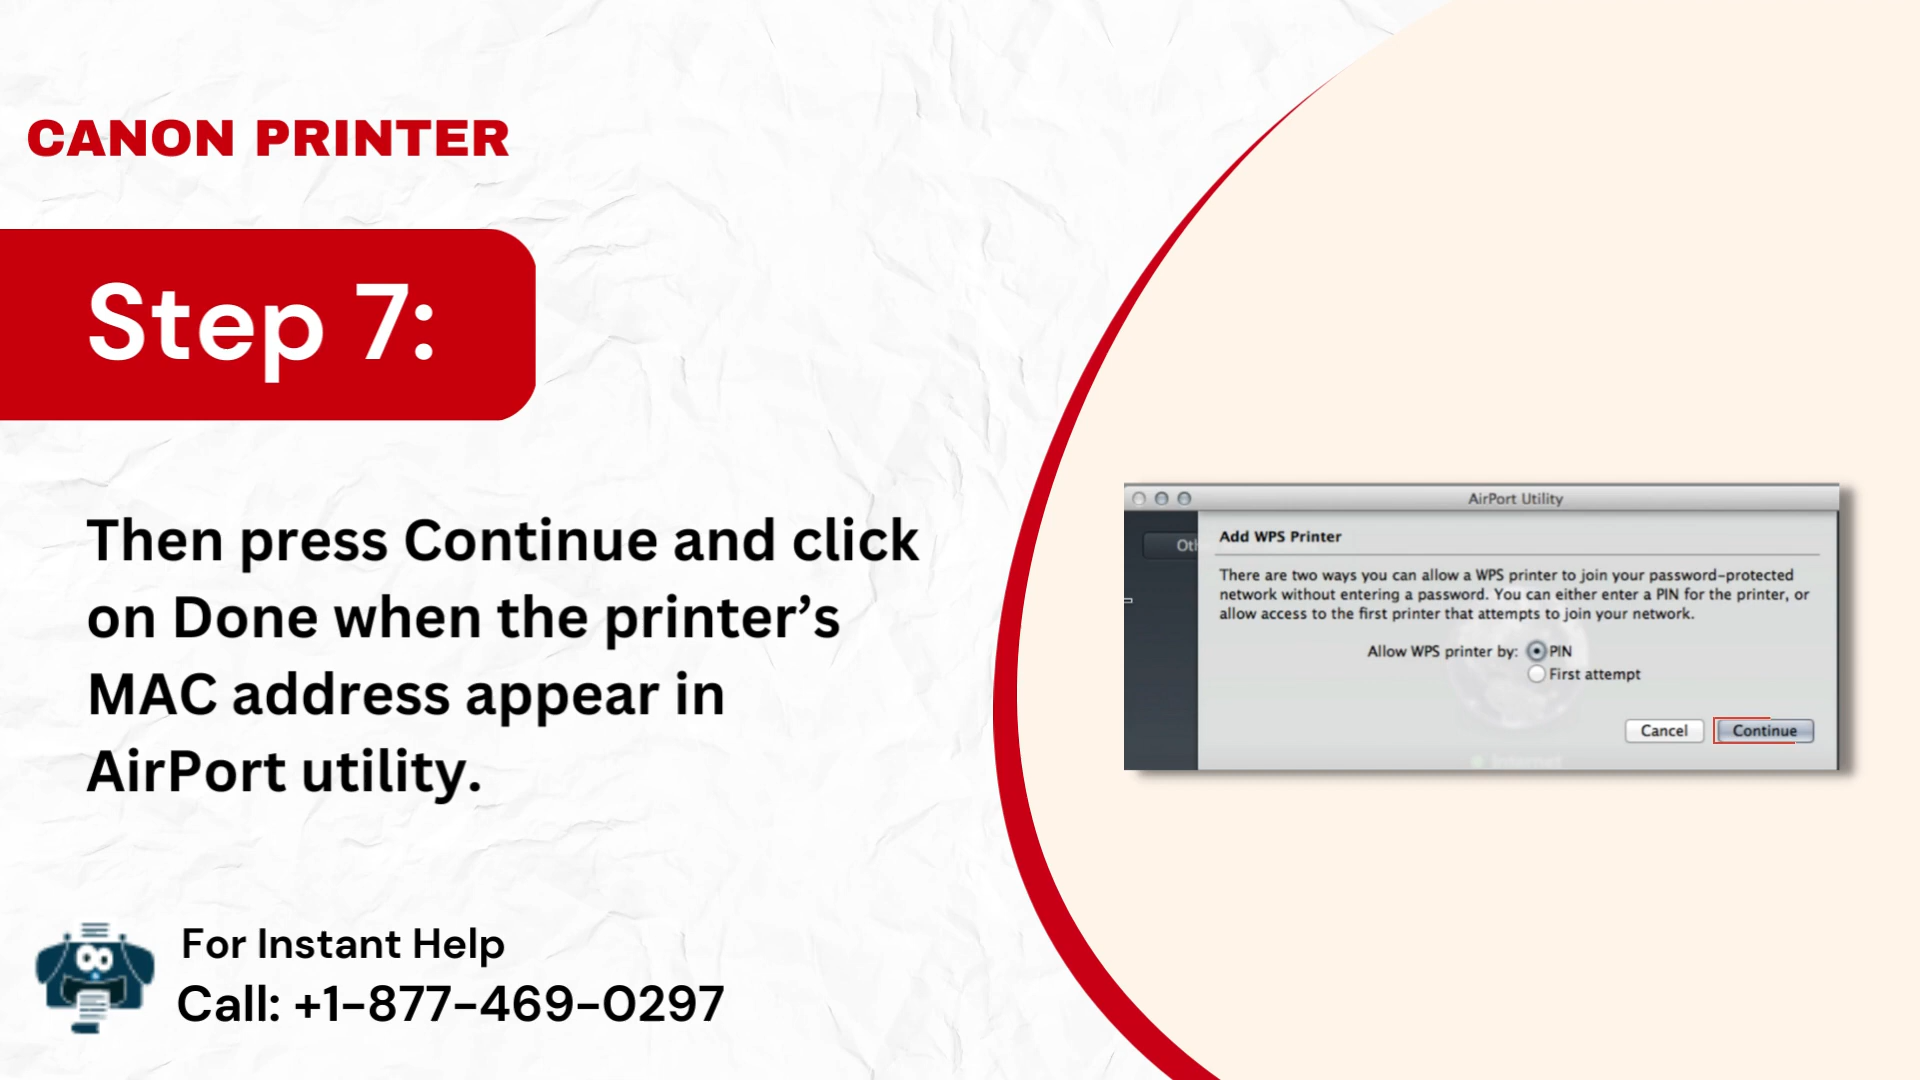 CANON PRINTER
Step 7:
Then press Continue and click
on Done when the printer’s
MAC address appear in
AirPort utility.
For Instant Help
Call: +1-877-469-0297
AirPort Utility
Add WPS Printer
There are two ways you can allow a WPS printer to join your password-protected
network without entering a password. You can either enter a PIN for the printer, or
allow access to the first printer that attempts to join your network.
Allow WPS printer by: PIN
First attempt
Cancel Continue
Internet